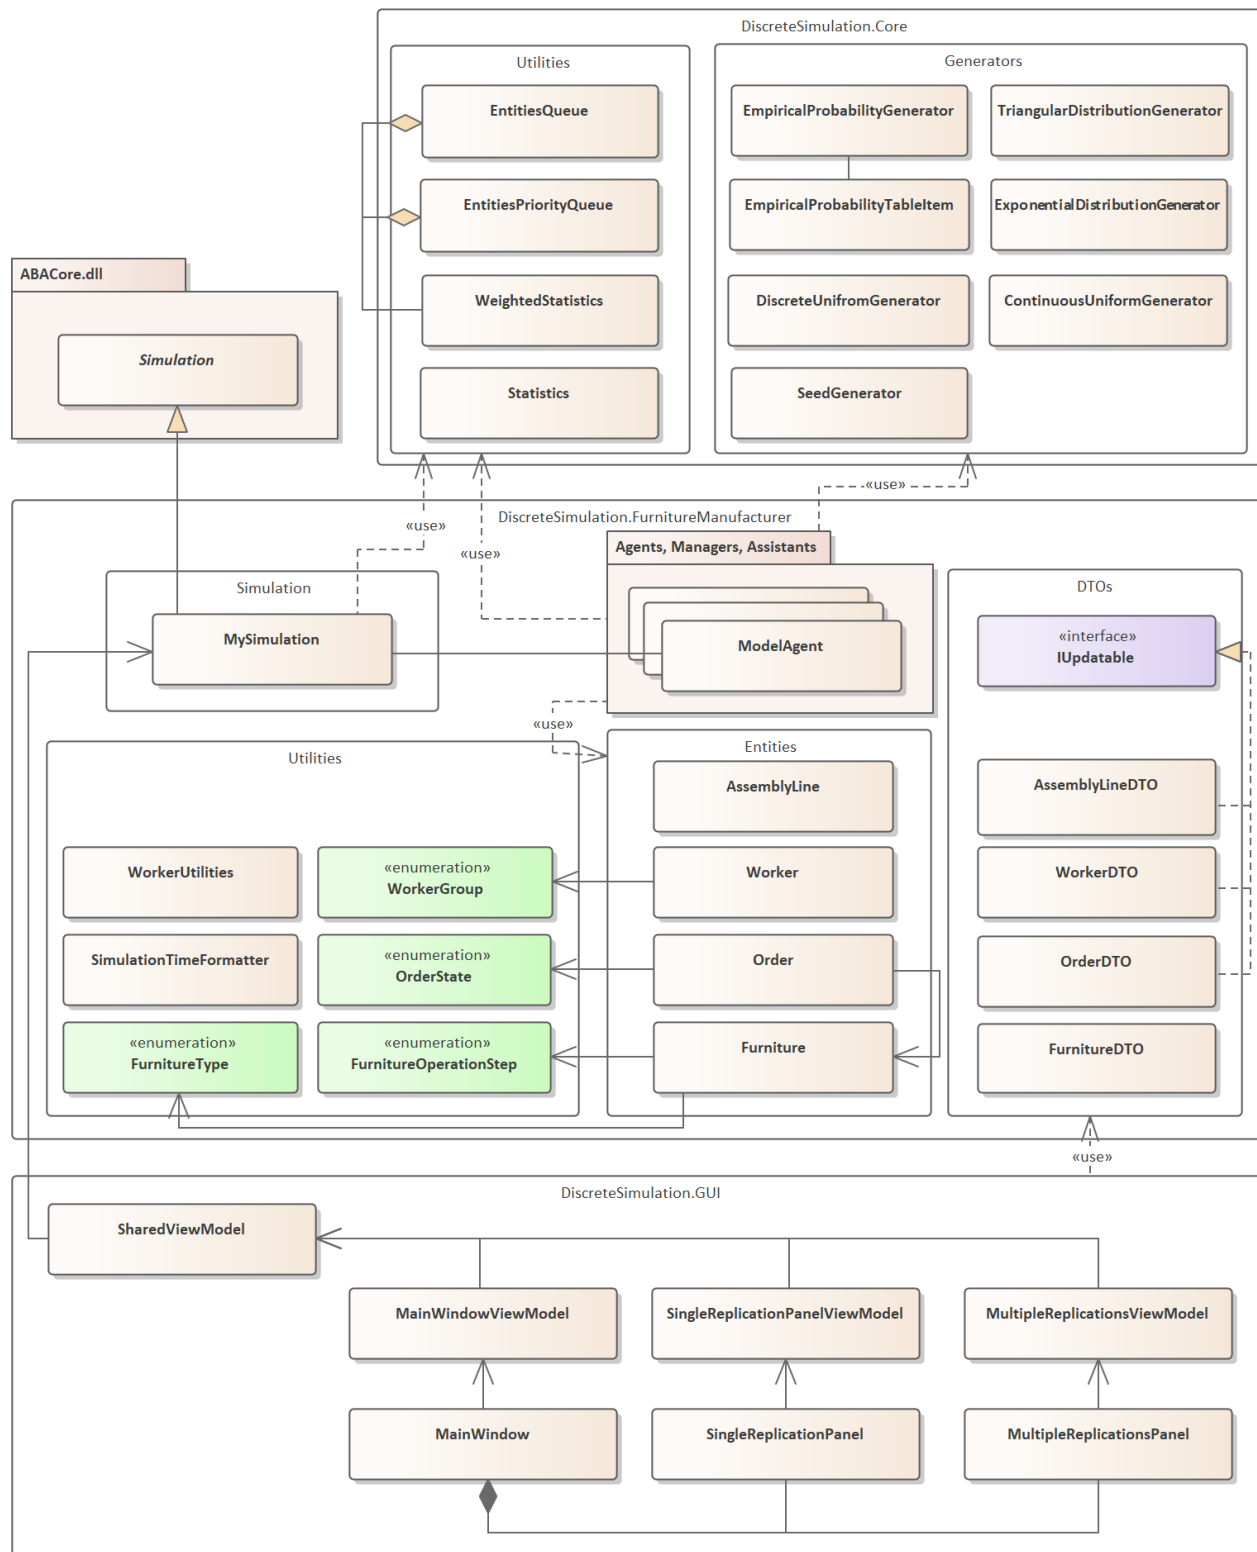 DiscreteSimulation.Core
Utilities
Generators
EntitiesQueue
EmpiricalProbabilityGenerator
TriangularDistributionGenerator
EntitiesPriorityQueue
EmpiricalProbabilityTableItem
ExponentialDistributionGenerator
ABACore.dll
WeightedStatistics
DiscreteUnifromGenerator
ContinuousUniformGenerator
Simulation
Statistics
SeedGenerator
«use»
DiscreteSimulation.FurnitureManufacturer
«use»
«use»
Agents, Managers, Assistants
Simulation
DTOs
MySimulation
ModelAgent
«interface»
IUpdatable
«use»
Utilities
Entities
AssemblyLine
AssemblyLineDTO
WorkerUtilities
«enumeration»
WorkerGroup
Worker
WorkerDTO
SimulationTimeFormatter
«enumeration»
OrderState
Order
OrderDTO
«enumeration»
FurnitureType
«enumeration»
FurnitureOperationStep
Furniture
FurnitureDTO
«use»
DiscreteSimulation.GUI
SharedViewModel
MainWindowViewModel
SingleReplicationPanelViewModel
MultipleReplicationsViewModel
MainWindow
SingleReplicationPanel
MultipleReplicationsPanel